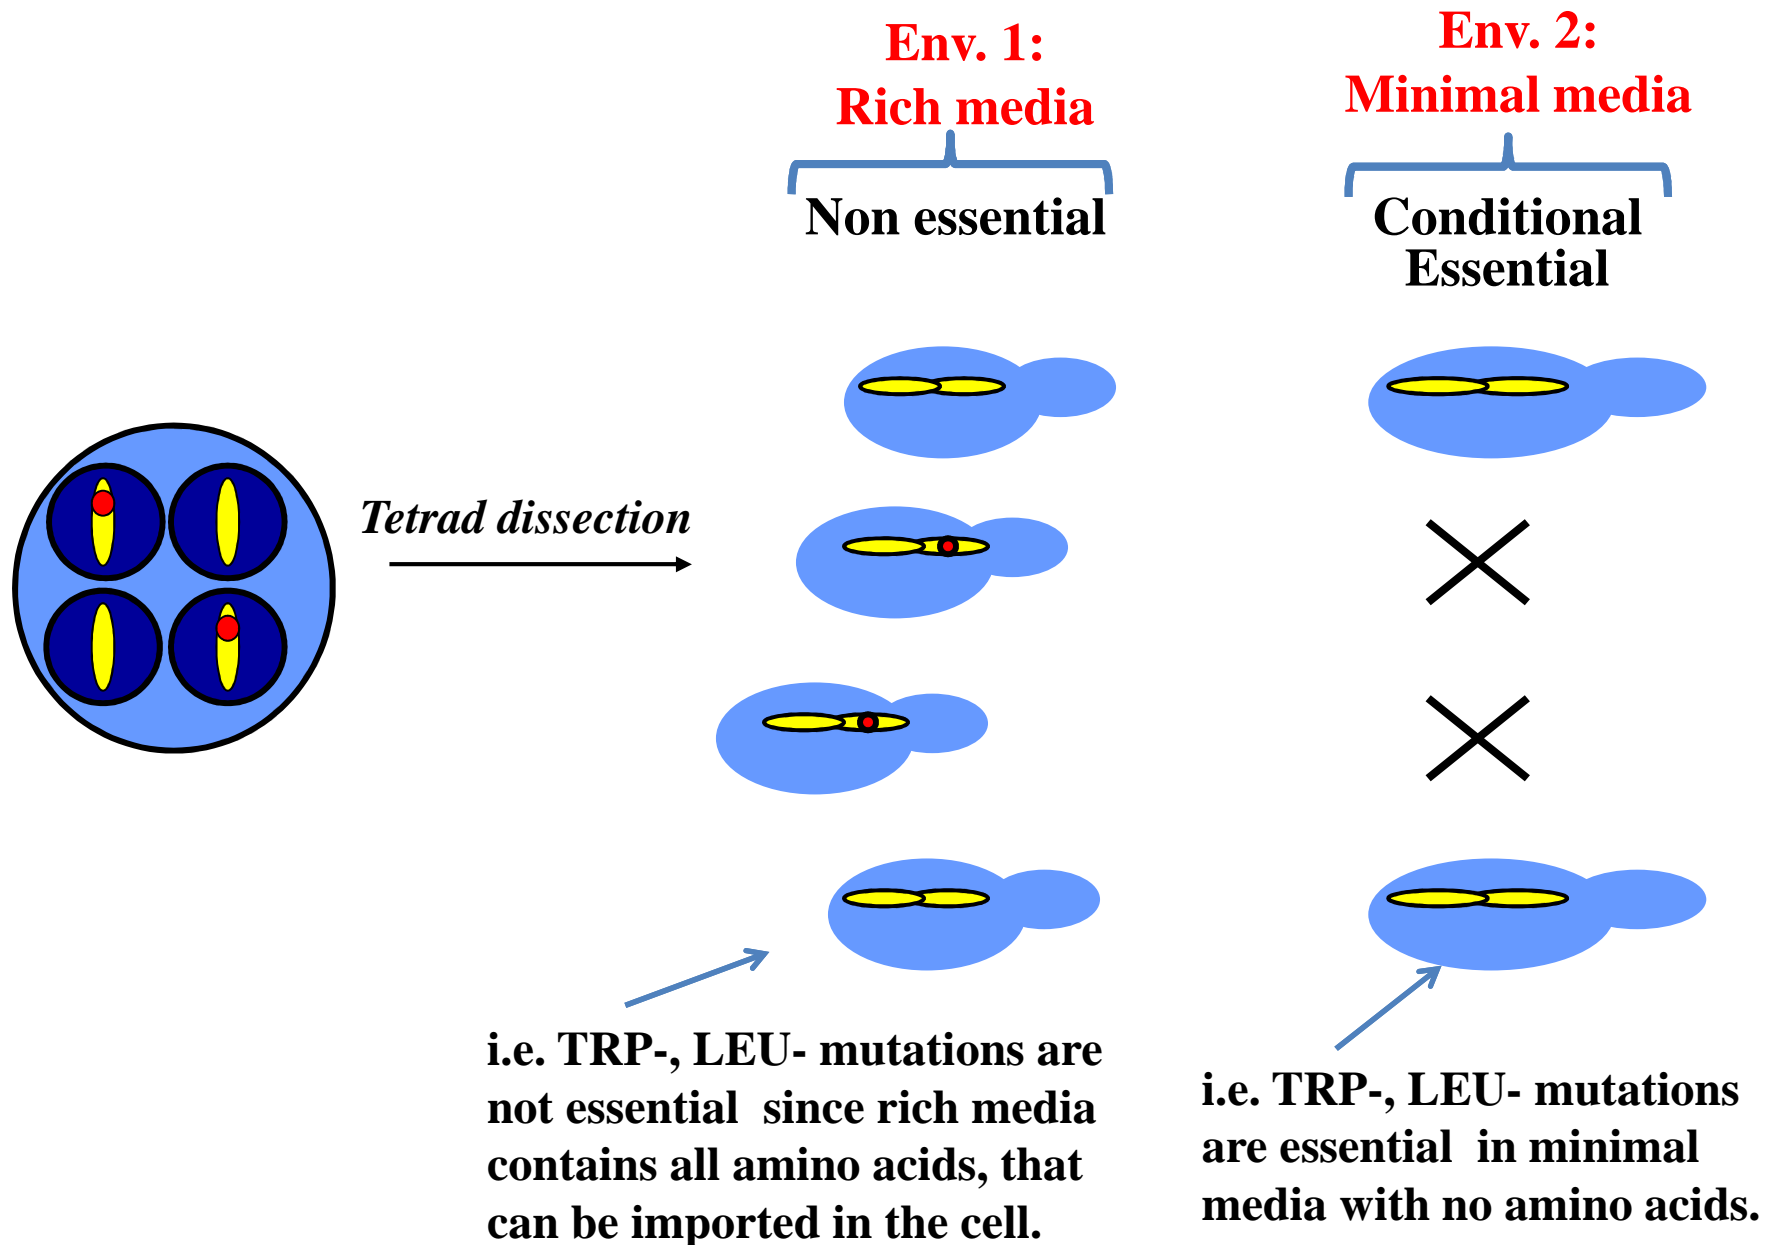 Env. 1:
Rich media
Env. 2:
Minimal media
Non essential
Conditional
Essential
Tetrad dissection
i.e. TRP-, LEU- mutations are
not essential  since rich media
contains all amino acids, that
can be imported in the cell.
i.e. TRP-, LEU- mutations
are essential  in minimal
media with no amino acids.